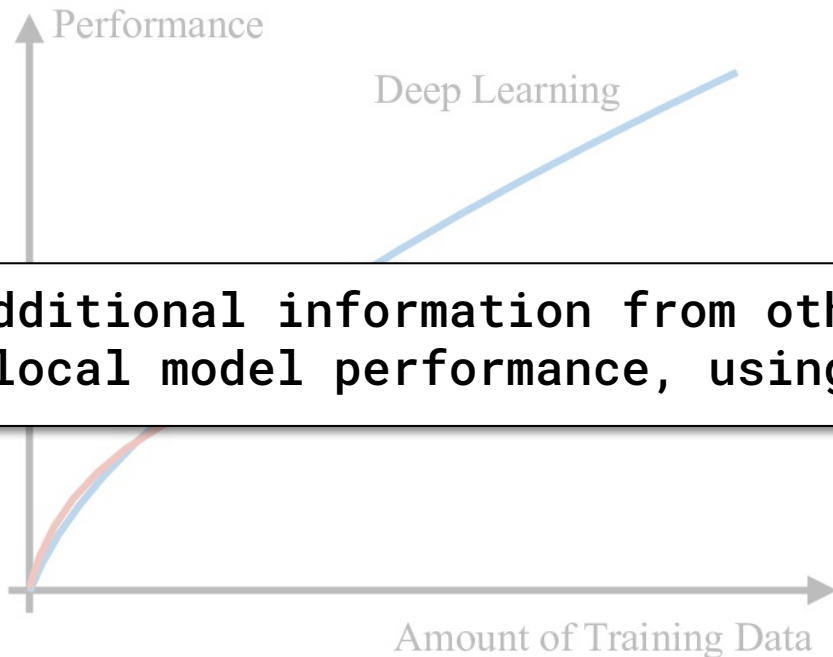 Performance
Deep Learning
dditional information from oth
local model performance, using
Amount of Training Data